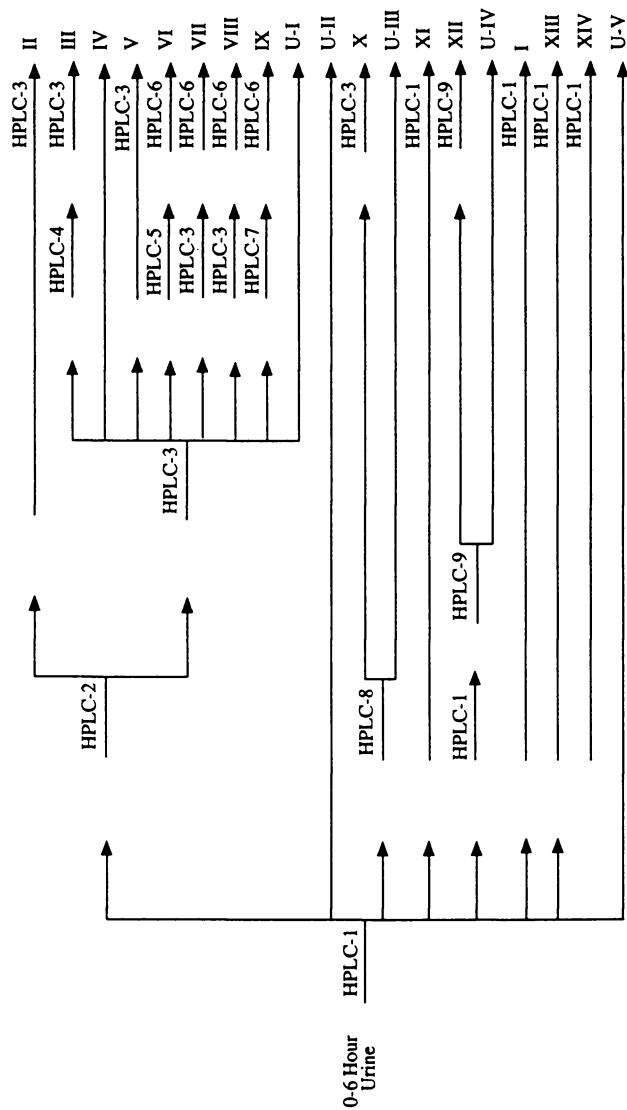 0-6 Hour
Urine
HPLC-1
HPLC-2
HPLC-8
HPLC-1
HPLC-9
HPLC-3
HPLC-4
HPLC-5
HPLC-3
HPLC-3
HPLC-7
HPLC-3
HPLC-3
HPLC-3
HPLC-6
HPLC-6
HPLC-6
HPLC-6
HPLC-3
HPLC-1
HPLC-9
HPLC-1
HPLC-1
HPLC-1
II
III
IV
V
VI
VII
VIII
IX
U-I
U-II
X
U-III
XI
XII
U-IV
I
XIII
XIV
U-V